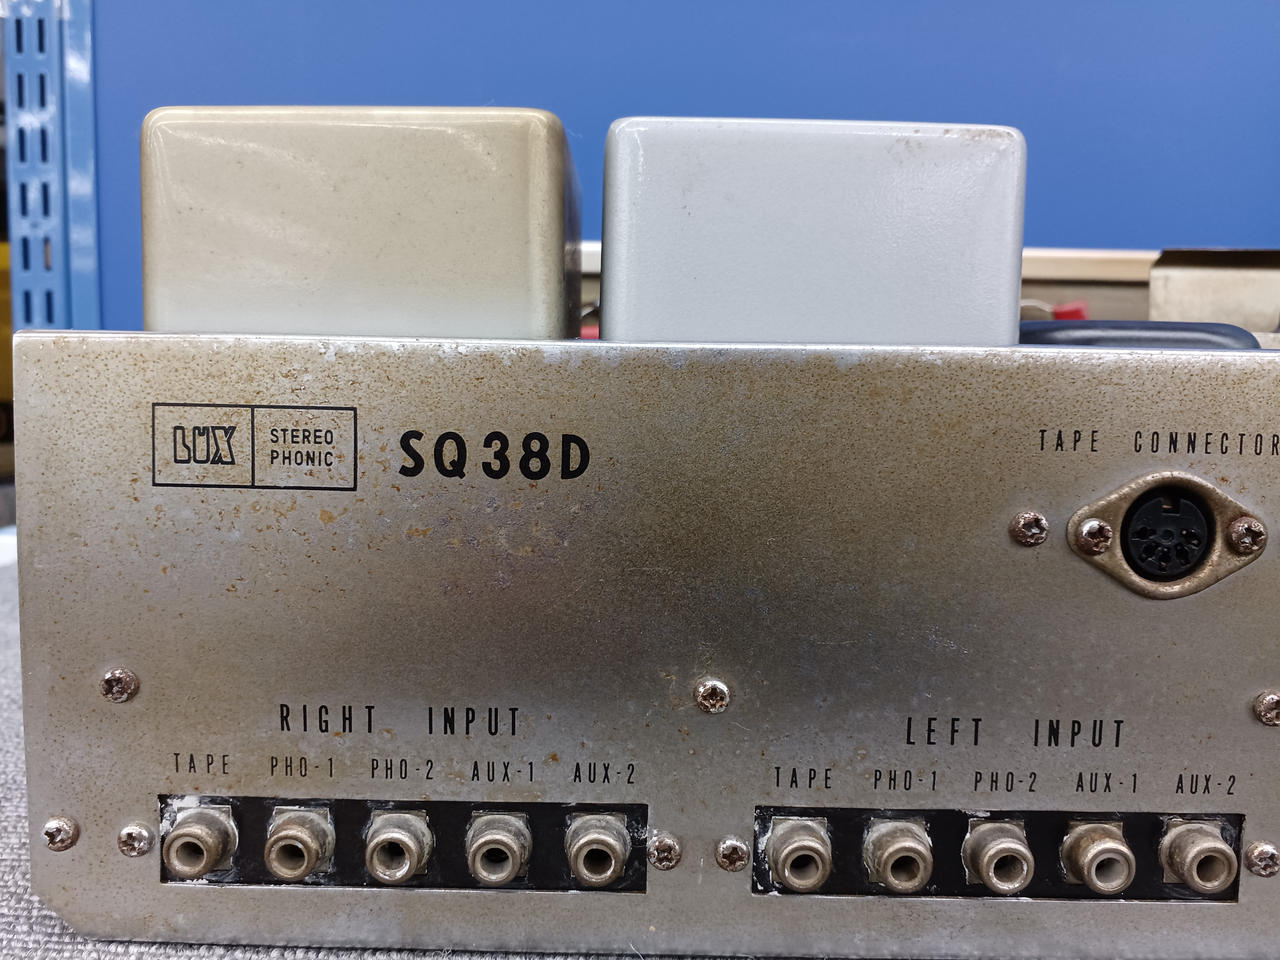 LUX
STEREO
PHONIC
SQ38D
TAPE CONNECTOR
RIGHT INPUT
TAPE PHO-1 PHO-2 AUX-1 AUX-2
LEFT INPUT
TAPE PHO-1 PHO-2 AUX-1 AUX-2